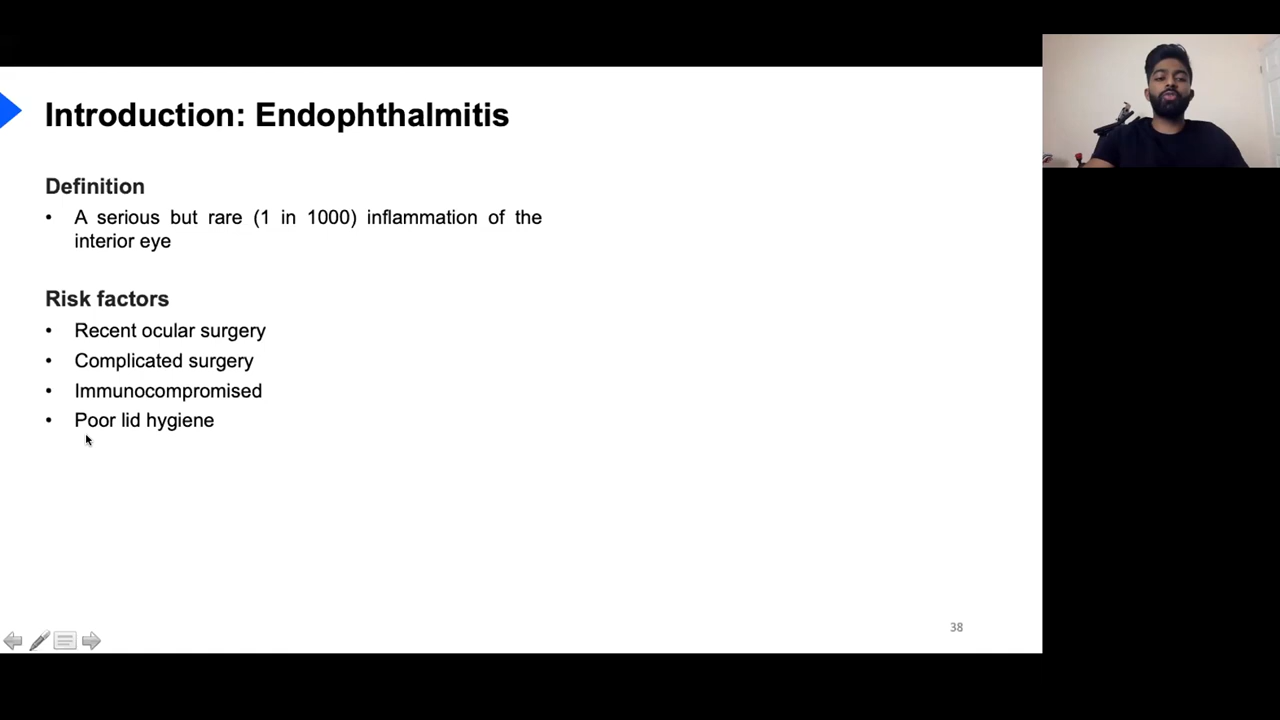 Introduction: Endophthalmitis
Definition
• A serious but rare (1 in 1000) inflammation of the
interior eye
Risk factors
• Recent ocular surgery
• Complicated surgery
• Immunocompromised
• Poor lid hygiene
38